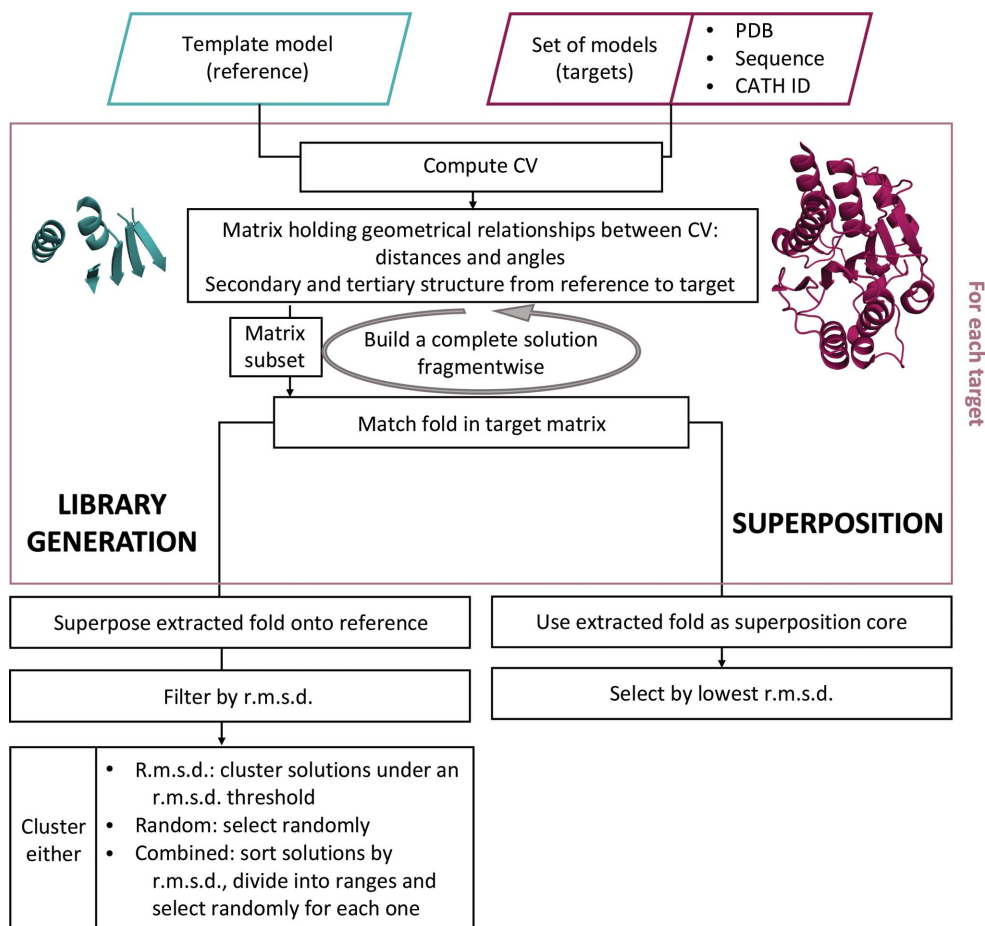 Template model
(reference)
Set of models
(targets)
• PDB
• Sequence
• CATH ID
Compute CV
Matrix holding geometrical relationships between CV:
distances and angles
Secondary and tertiary structure from reference to target
Matrix
subset
Build a complete solution
fragmentwise
For each target
Match fold in target matrix
LIBRARY
GENERATION
SUPERPOSITION
Superpose extracted fold onto reference
Use extracted fold as superposition core
Filter by r.m.s.d.
Select by lowest r.m.s.d.
Cluster
either
• R.m.s.d.: cluster solutions under an
r.m.s.d. threshold
• Random: select randomly
• Combined: sort solutions by
r.m.s.d., divide into ranges and
select randomly for each one